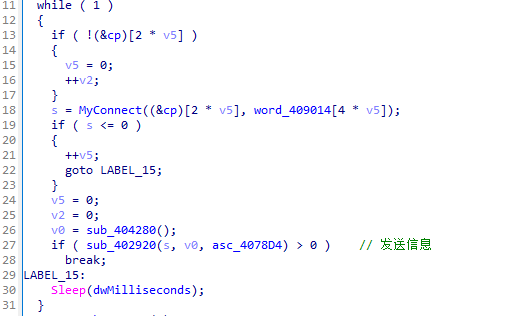 11 while ( 1 )
12 {
13 if ( !(&cp)[2 * v5] )
14 {
15 v5 = 0;
16 ++v2;
17 }
18 s = MyConnect((&cp)[2 * v5], word_409014[4 * v5]);
19 if ( s <= 0 )
20 {
21 ++v5;
22 goto LABEL_15;
23 }
24 v5 = 0;
25 v2 = 0;
26 v0 = sub_404280();
27 if ( sub_402920(s, v0, asc_4078D4) > 0 ) // 发送信息
28 break;
29 LABEL_15:
30 Sleep(dwMilliseconds);
31 }